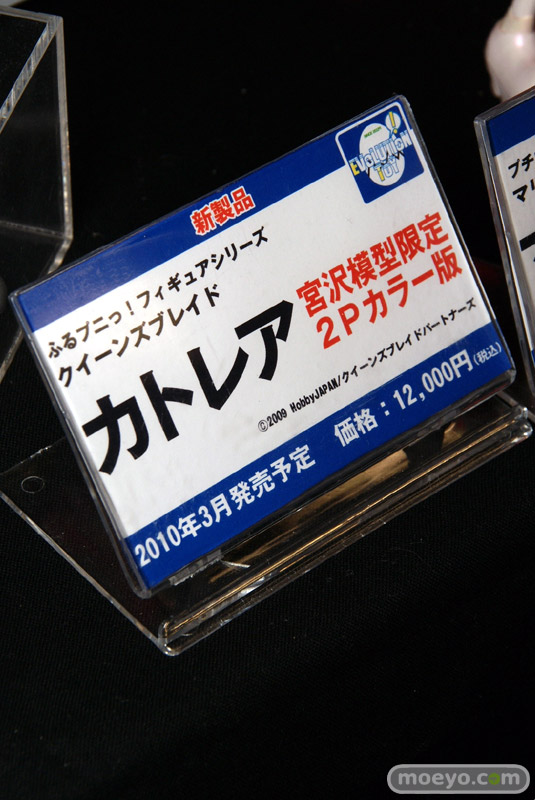 新製品
EVOLUTION
TOY
ふるプニっ！フィギュアシリーズ
クイーンズブレイド
カトレア
宮沢模型限定
２Ｐカラー版
©2009 HobbyJAPAN/クイーンズブレイドパートナーズ
2010年3月発売予定 価格：12,000円(税込)
プチ
マリ
moeyo.com